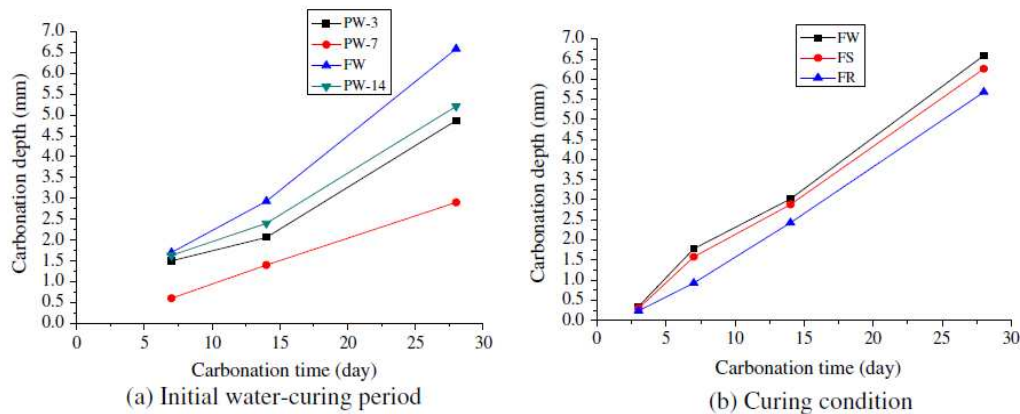 PW-3
PW-7
FW
PW-14
7.0
6.5
6.0
5.5
5.0
4.5
4.0
3.5
3.0
2.5
2.0
1.5
1.0
0.5
0.0
Carbonation depth (mm)
0 5 10 15 20 25 30
Carbonation time (day)
(a) Initial water-curing period
FW
FS
FR
7.0
6.5
6.0
5.5
5.0
4.5
4.0
3.5
3.0
2.5
2.0
1.5
1.0
0.5
0.0
Carbonation depth (mm)
0 5 10 15 20 25 30
Carbonation time (day)
(b) Curing condition